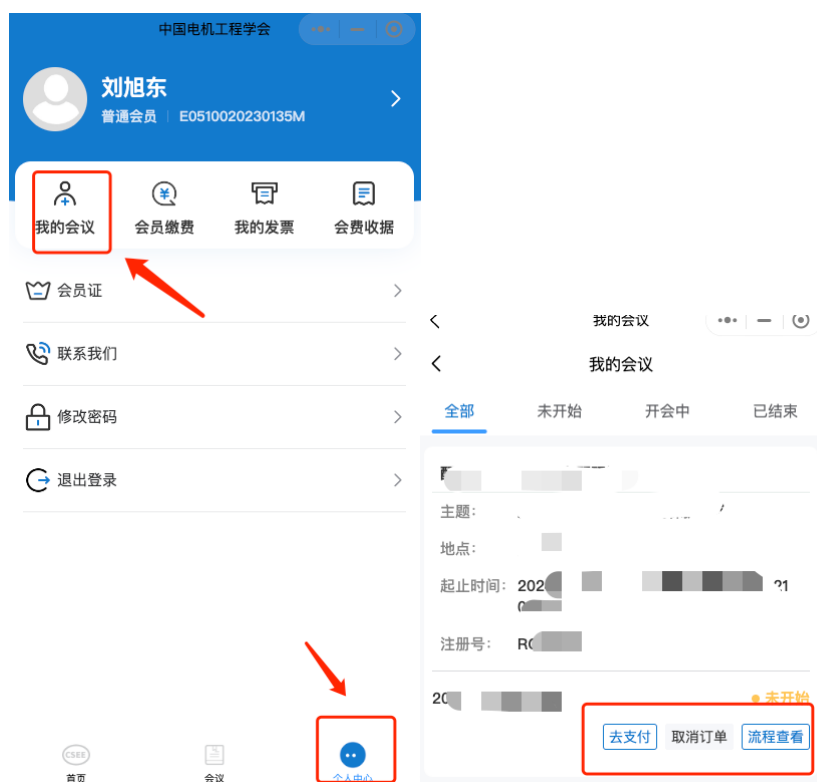 中国电机工程学会
刘旭东
普通会员 E0510020230135M
我的会议 会员缴费 我的发票 会费收据
会员证
联系我们
修改密码
退出登录
CSEE
首页 会议 个人中心
我的会议
我的会议
全部 未开始 开会中 已结束
主题：
地点：
起止时间： 202 21
注册号：
20 未开始
去支付 取消订单 流程查看